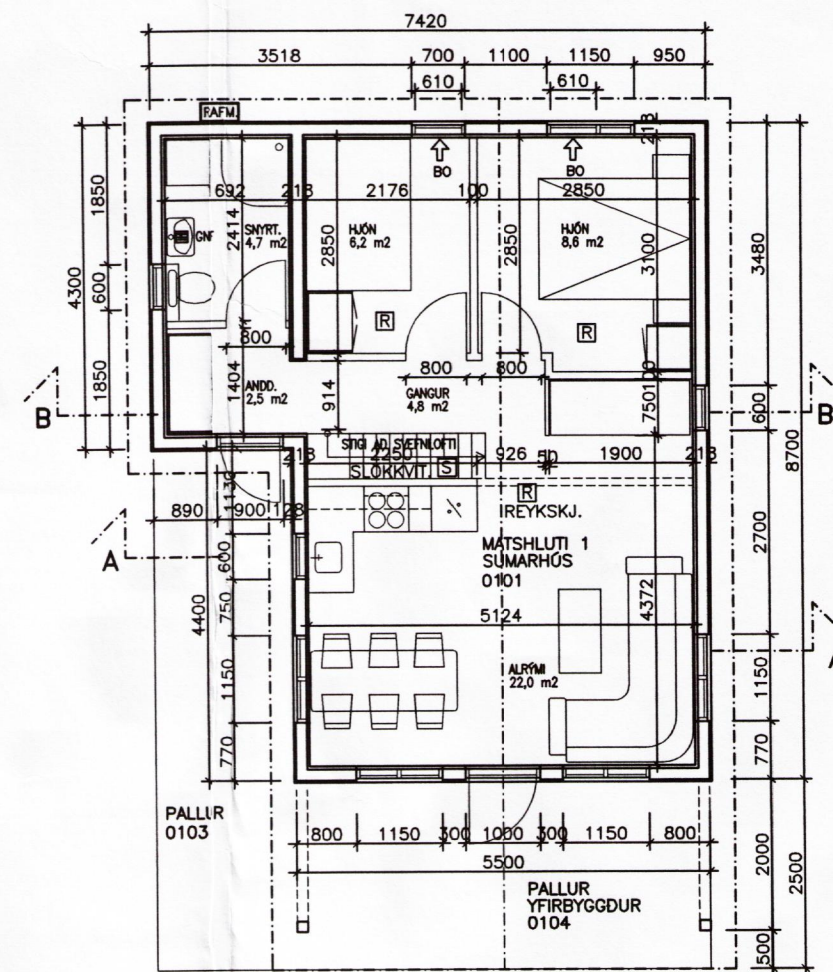 7420
3518 700 1100 1150 950
610 610
RAFM.
BO BO
213
692 213 2176 100 2850
1850 600 1850
4300
GNF
2414
SNYRT.
4,7 m2
2850
HJÓN
6,2 m2
2850
HJÓN
8,6 m2
3100
3480
R
R
800
1404
ANDD.
2,5 m2
914
800 800
GANGUR
4,8 m2
750
600
8700
B B
STIGI AÐ SVEFNLOFTI
213 2250 926 50 1900 213
SLÖKKVIT. S
R
REYKSKJ.
890 900 128
1130
A
MATSHLUTI 1
SUMARHÚS
0101
600
750
4400
2700
4372
5124
A
1150
ALRÝMI
22,0 m2
1150
770
770
PALLUR
0103
800 1150 300 1000 300 1150 800
5500
2000
2500
PALLUR
YFIRBYGGÐUR
0104
500